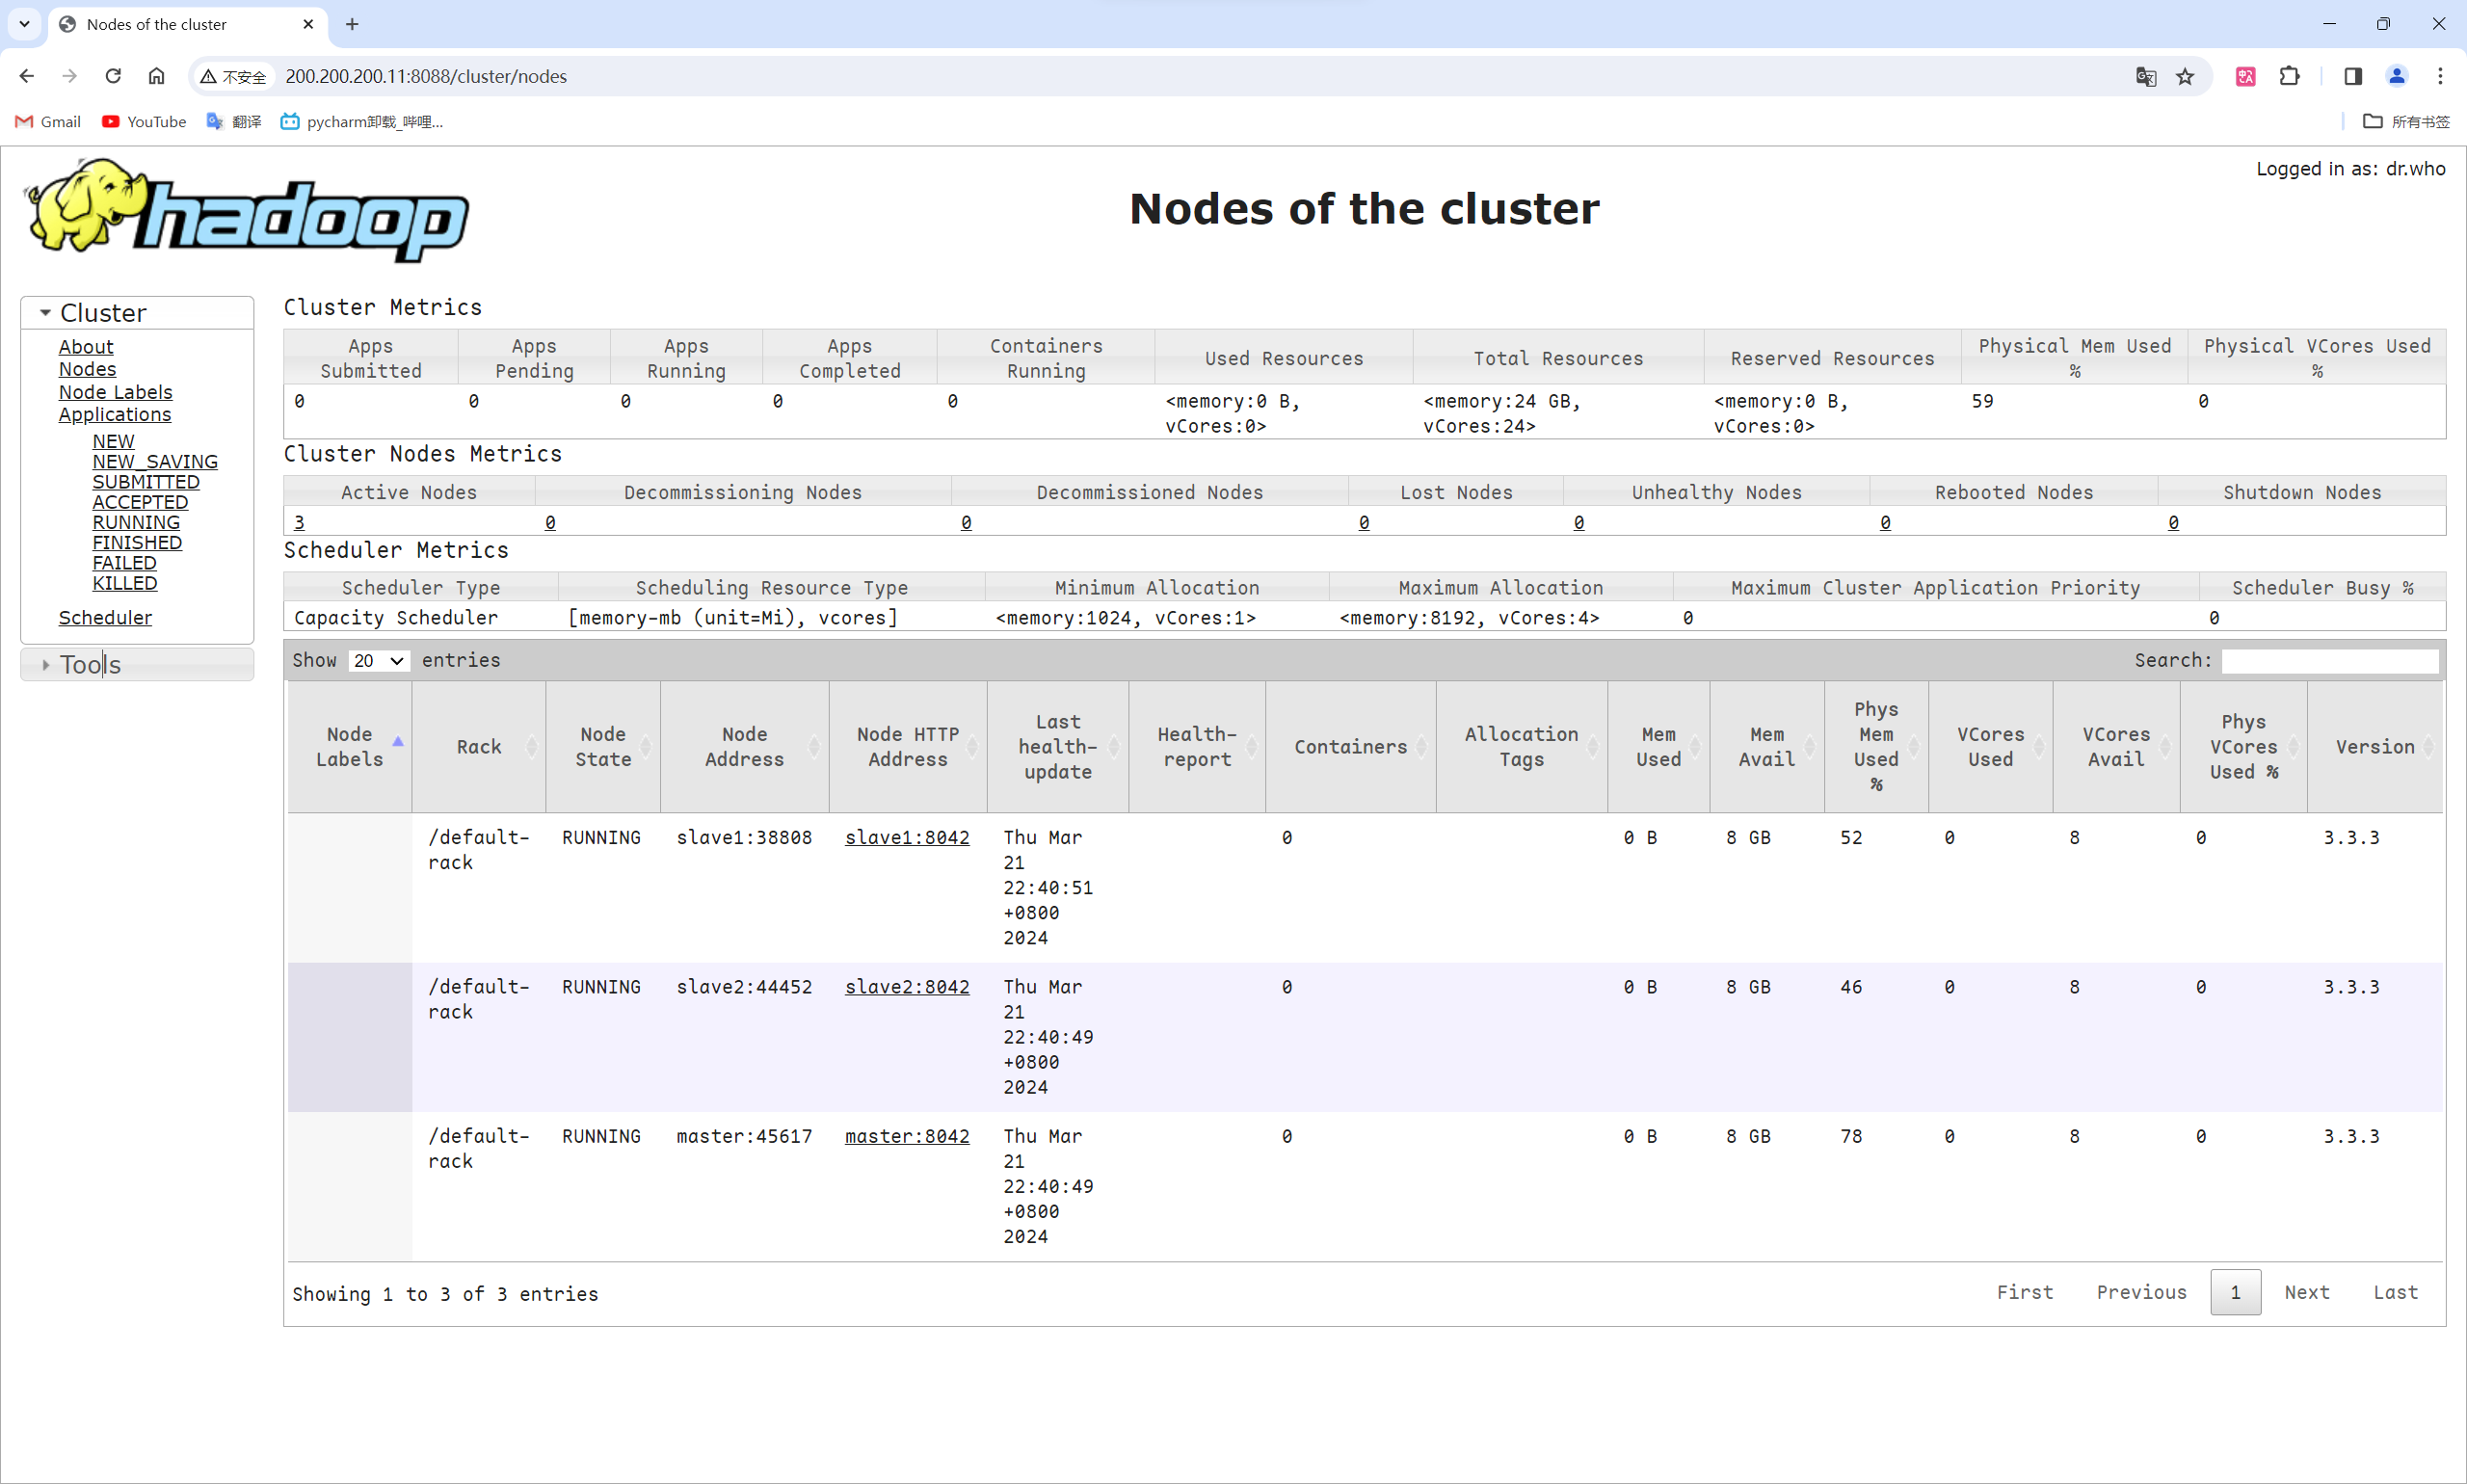 Nodes of the cluster
不安全 200.200.200.11:8088/cluster/nodes
Gmail YouTube 翻译 pycharm卸载_哔哩... 所有书签
Logged in as: dr.who
hadoop
Nodes of the cluster
Cluster
About
Nodes
Node Labels
Applications
NEW
NEW_SAVING
SUBMITTED
ACCEPTED
RUNNING
FINISHED
FAILED
KILLED
Scheduler
Tools
Cluster Metrics
Apps Submitted Apps Pending Apps Running Apps Completed Containers Running Used Resources Total Resources Reserved Resources Physical Mem Used % Physical VCores Used %
0 0 0 0 0 <memory:0 B, vCores:0> <memory:24 GB, vCores:24> <memory:0 B, vCores:0> 59 0
Cluster Nodes Metrics
Active Nodes Decommissioning Nodes Decommissioned Nodes Lost Nodes Unhealthy Nodes Rebooted Nodes Shutdown Nodes
3 0 0 0 0 0 0
Scheduler Metrics
Scheduler Type Scheduling Resource Type Minimum Allocation Maximum Allocation Maximum Cluster Application Priority Scheduler Busy %
Capacity Scheduler [memory-mb (unit=Mi), vcores] <memory:1024, vCores:1> <memory:8192, vCores:4> 0 0
Show 20 entries Search:
Node Labels Rack Node State Node Address Node HTTP Address Last health-update Health-report Containers Allocation Tags Mem Used Mem Avail Phys Mem Used % VCores Used VCores Avail Phys VCores Used % Version
/default-rack RUNNING slave1:38808 slave1:8042 Thu Mar 21 22:40:51 +0800 2024 0 0 B 8 GB 52 0 8 0 3.3.3
/default-rack RUNNING slave2:44452 slave2:8042 Thu Mar 21 22:40:49 +0800 2024 0 0 B 8 GB 46 0 8 0 3.3.3
/default-rack RUNNING master:45617 master:8042 Thu Mar 21 22:40:49 +0800 2024 0 0 B 8 GB 78 0 8 0 3.3.3
Showing 1 to 3 of 3 entries First Previous 1 Next Last